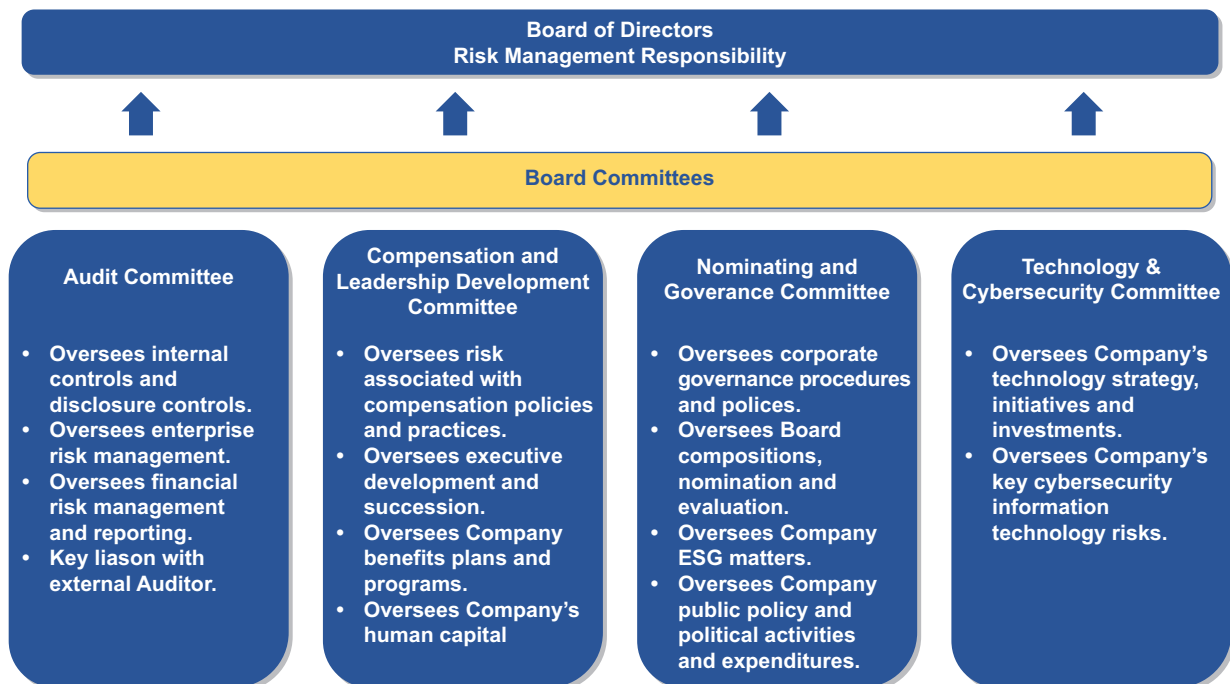 Board of Directors
Risk Management Responsibility
Board Committees
Audit Committee
• Oversees internal
controls and
disclosure controls.
• Oversees enterprise
risk management.
• Oversees financial
risk management
and reporting.
• Key liason with
external Auditor.
Compensation and
Leadership Development
Committee
• Oversees risk
associated with
compensation policies
and practices.
• Oversees executive
development and
succession.
• Oversees Company
benefits plans and
programs.
• Oversees Company’s
human capital
Nominating and
Goverance Committee
• Oversees corporate
governance procedures
and polices.
• Oversees Board
compositions,
nomination and
evaluation.
• Oversees Company
ESG matters.
• Oversees Company
public policy and
political activities
and expenditures.
Technology &
Cybersecurity Committee
• Oversees Company’s
technology strategy,
initiatives and
investments.
• Oversees Company’s
key cybersecurity
information
technology risks.